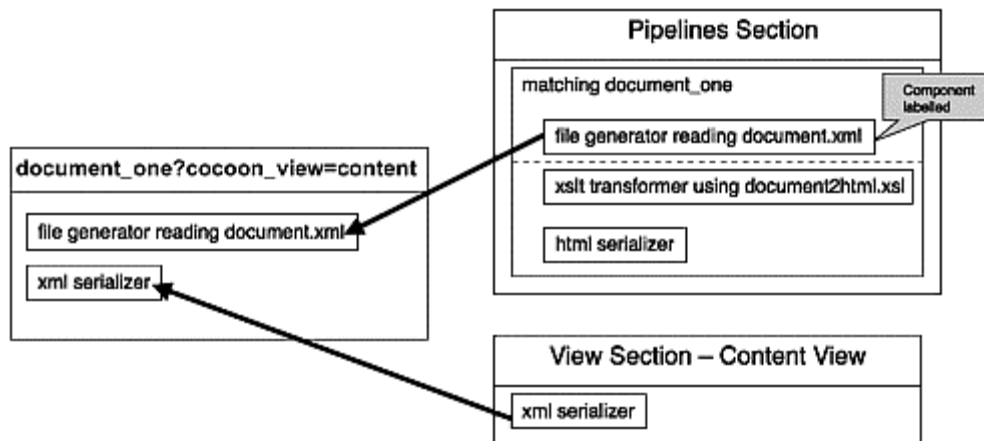 Pipelines Section
matching document_one
Component
labelled
file generator reading document.xml
xslt transformer using document2html.xsl
html serializer
document_one?cocoon_view=content
file generator reading document.xml
xml serializer
View Section – Content View
xml serializer